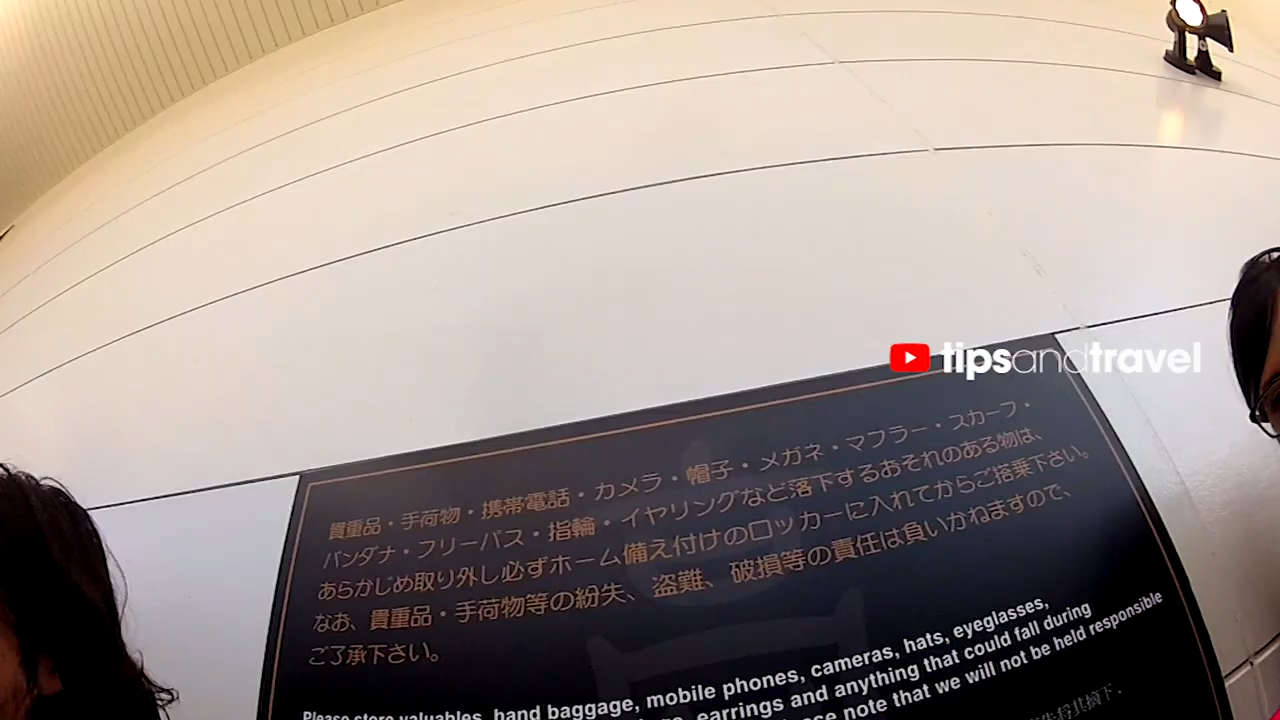 tipsandtravel
貴重品・手荷物・携帯電話・カメラ・帽子・メガネ・マフラー・スカーフ・
バンダナ・フリーパス・指輪・イヤリングなど落下するおそれのある物は、
あらかじめ取り外し必ずホーム備え付けのロッカーに入れてからご搭乗下さい。
なお、貴重品・手荷物等の紛失、盗難、破損等の責任は負いかねますので、
ご了承下さい。
Please store valuables, hand baggage, mobile phones, cameras, hats, eyeglasses,
earrings and anything that could fall during
note that we will not be held responsible